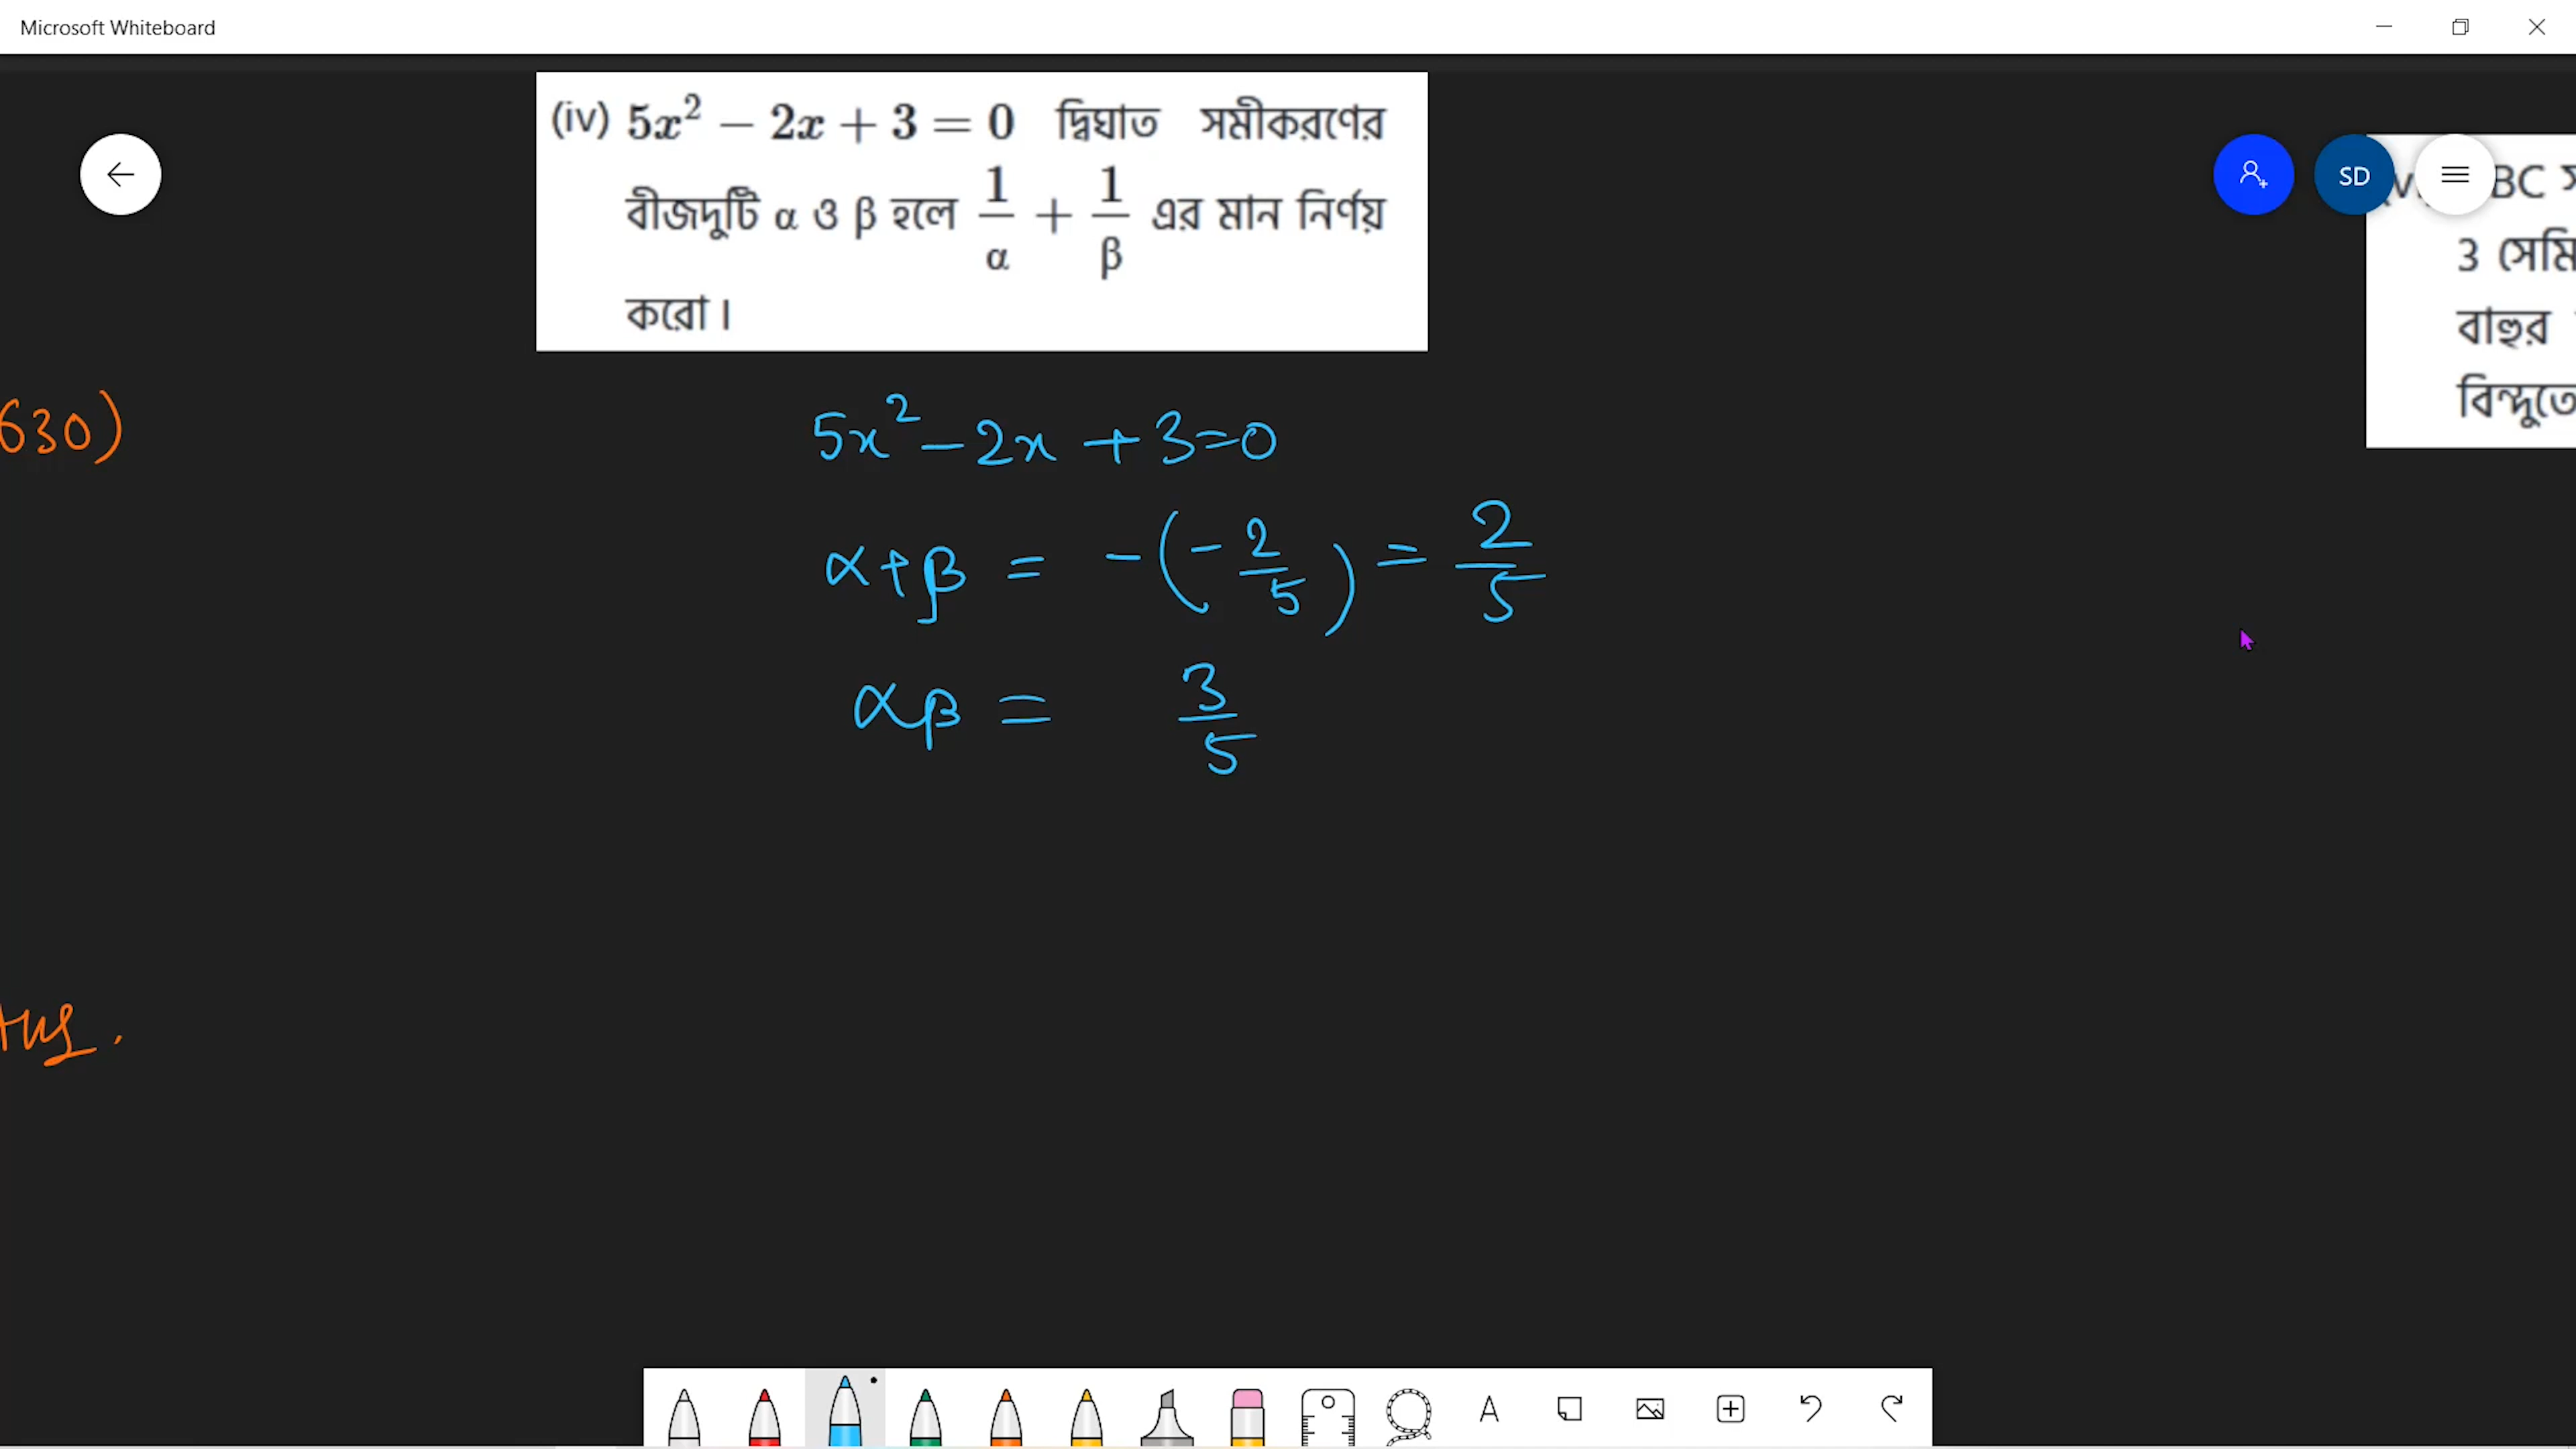 Microsoft Whiteboard
(iv) 5x² − 2x + 3 = 0 দ্বিঘাত সমীকরণের
বীজদুটি α ও β হলে 1/α + 1/β এর মান নির্ণয়
করো।
SD
BC
3 সেমি
বাহুর
বিন্দুতে
630)
5x² − 2x + 3 = 0
α + β = −(−2/5) = 2/5
αβ = 3/5
Ans.
A